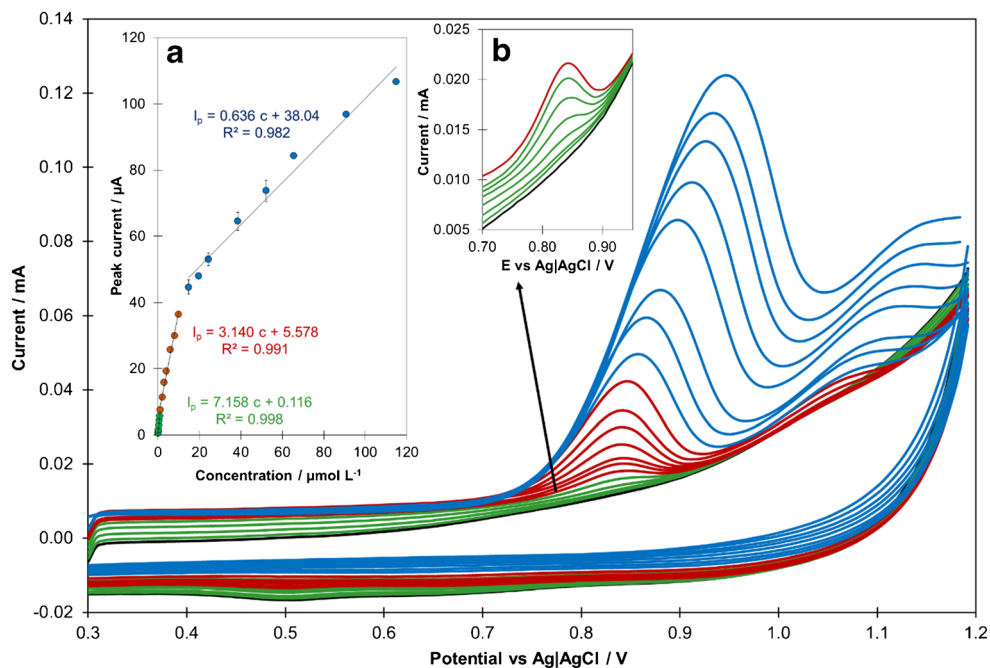 0.14
0.12
0.10
0.08
0.06
0.04
0.02
0.00
-0.02
Current / mA
0.3
0.4
0.5
0.6
0.7
0.8
0.9
1.0
1.1
1.2
Potential vs Ag|AgCl / V
a
120
100
80
60
40
20
0
Peak current / µA
Iₚ = 0.636 c + 38.04
R² = 0.982
Iₚ = 3.140 c + 5.578
R² = 0.991
Iₚ = 7.158 c + 0.116
R² = 0.998
0
20
40
60
80
100
120
Concentration / µmol L⁻¹
b
0.025
0.020
0.015
0.010
0.005
Current / mA
0.70
0.80
0.90
E vs Ag|AgCl / V